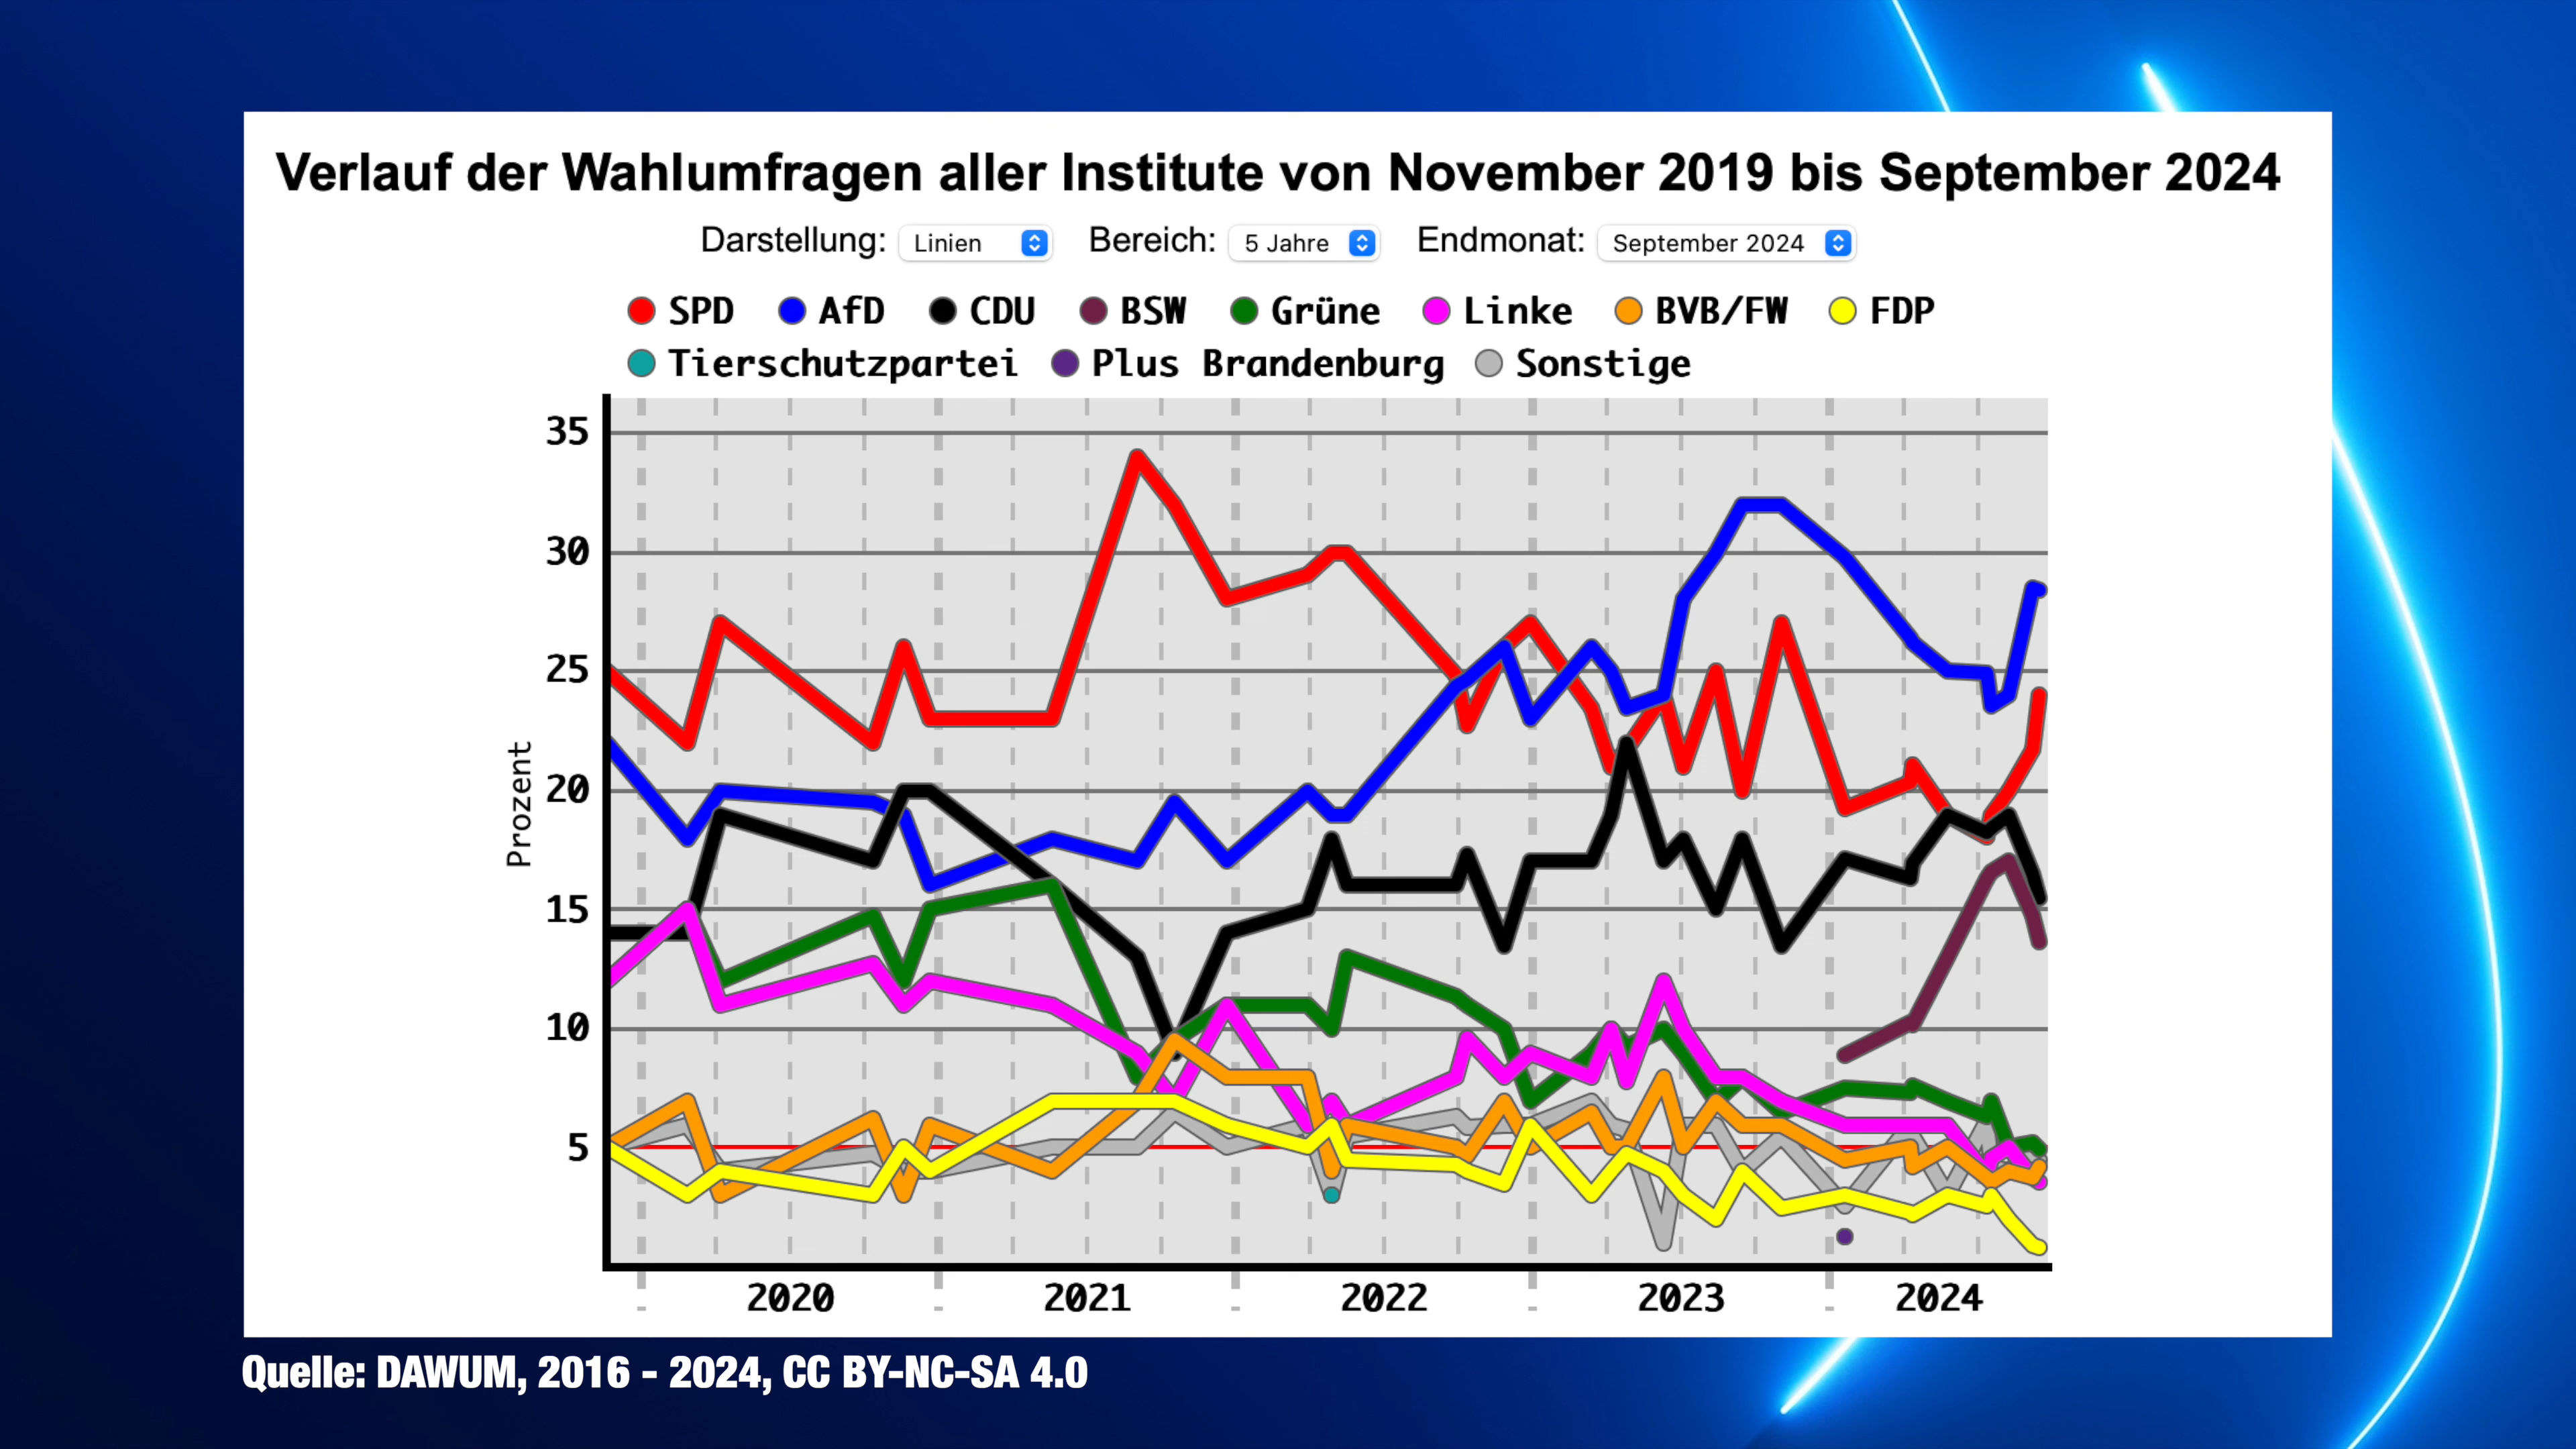 Verlauf der Wahlumfragen aller Institute von November 2019 bis September 2024
Darstellung: Linien Bereich: 5 Jahre Endmonat: September 2024
SPD AfD CDU BSW Grüne Linke BVB/FW FDP
Tierschutzpartei Plus Brandenburg Sonstige
35
30
25
20
15
10
5
Prozent
2020 2021 2022 2023 2024
Quelle: DAWUM, 2016 - 2024, CC BY-NC-SA 4.0